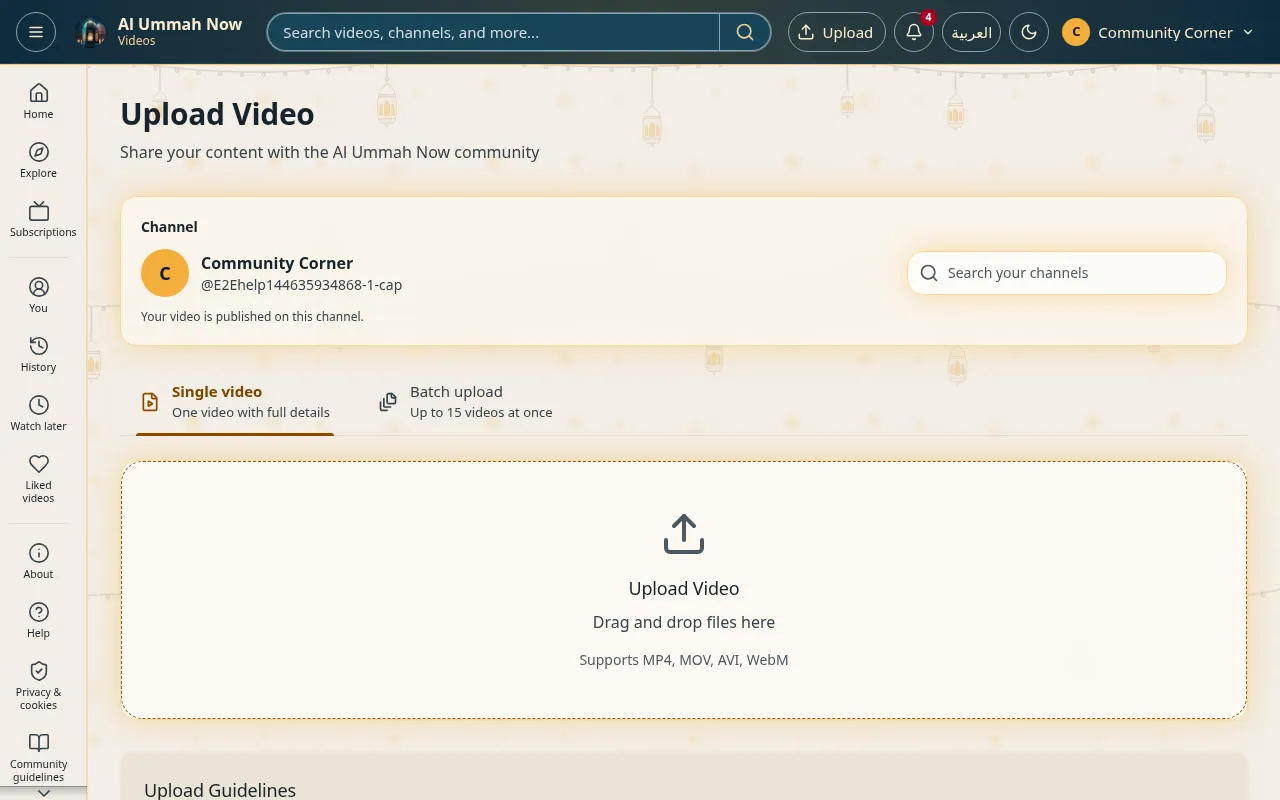 Al Ummah Now
Videos
Search videos, channels, and more...
Upload
4
العربية
C
Community Corner
Home
Explore
Subscriptions
You
History
Watch later
Liked
videos
About
Help
Privacy &
cookies
Community
guidelines
Upload Video
Share your content with the Al Ummah Now community
Channel
C
Community Corner
@E2Ehelp144635934868-1-cap
Search your channels
Your video is published on this channel.
Single video
One video with full details
Batch upload
Up to 15 videos at once
Upload Video
Drag and drop files here
Supports MP4, MOV, AVI, WebM
Upload Guidelines